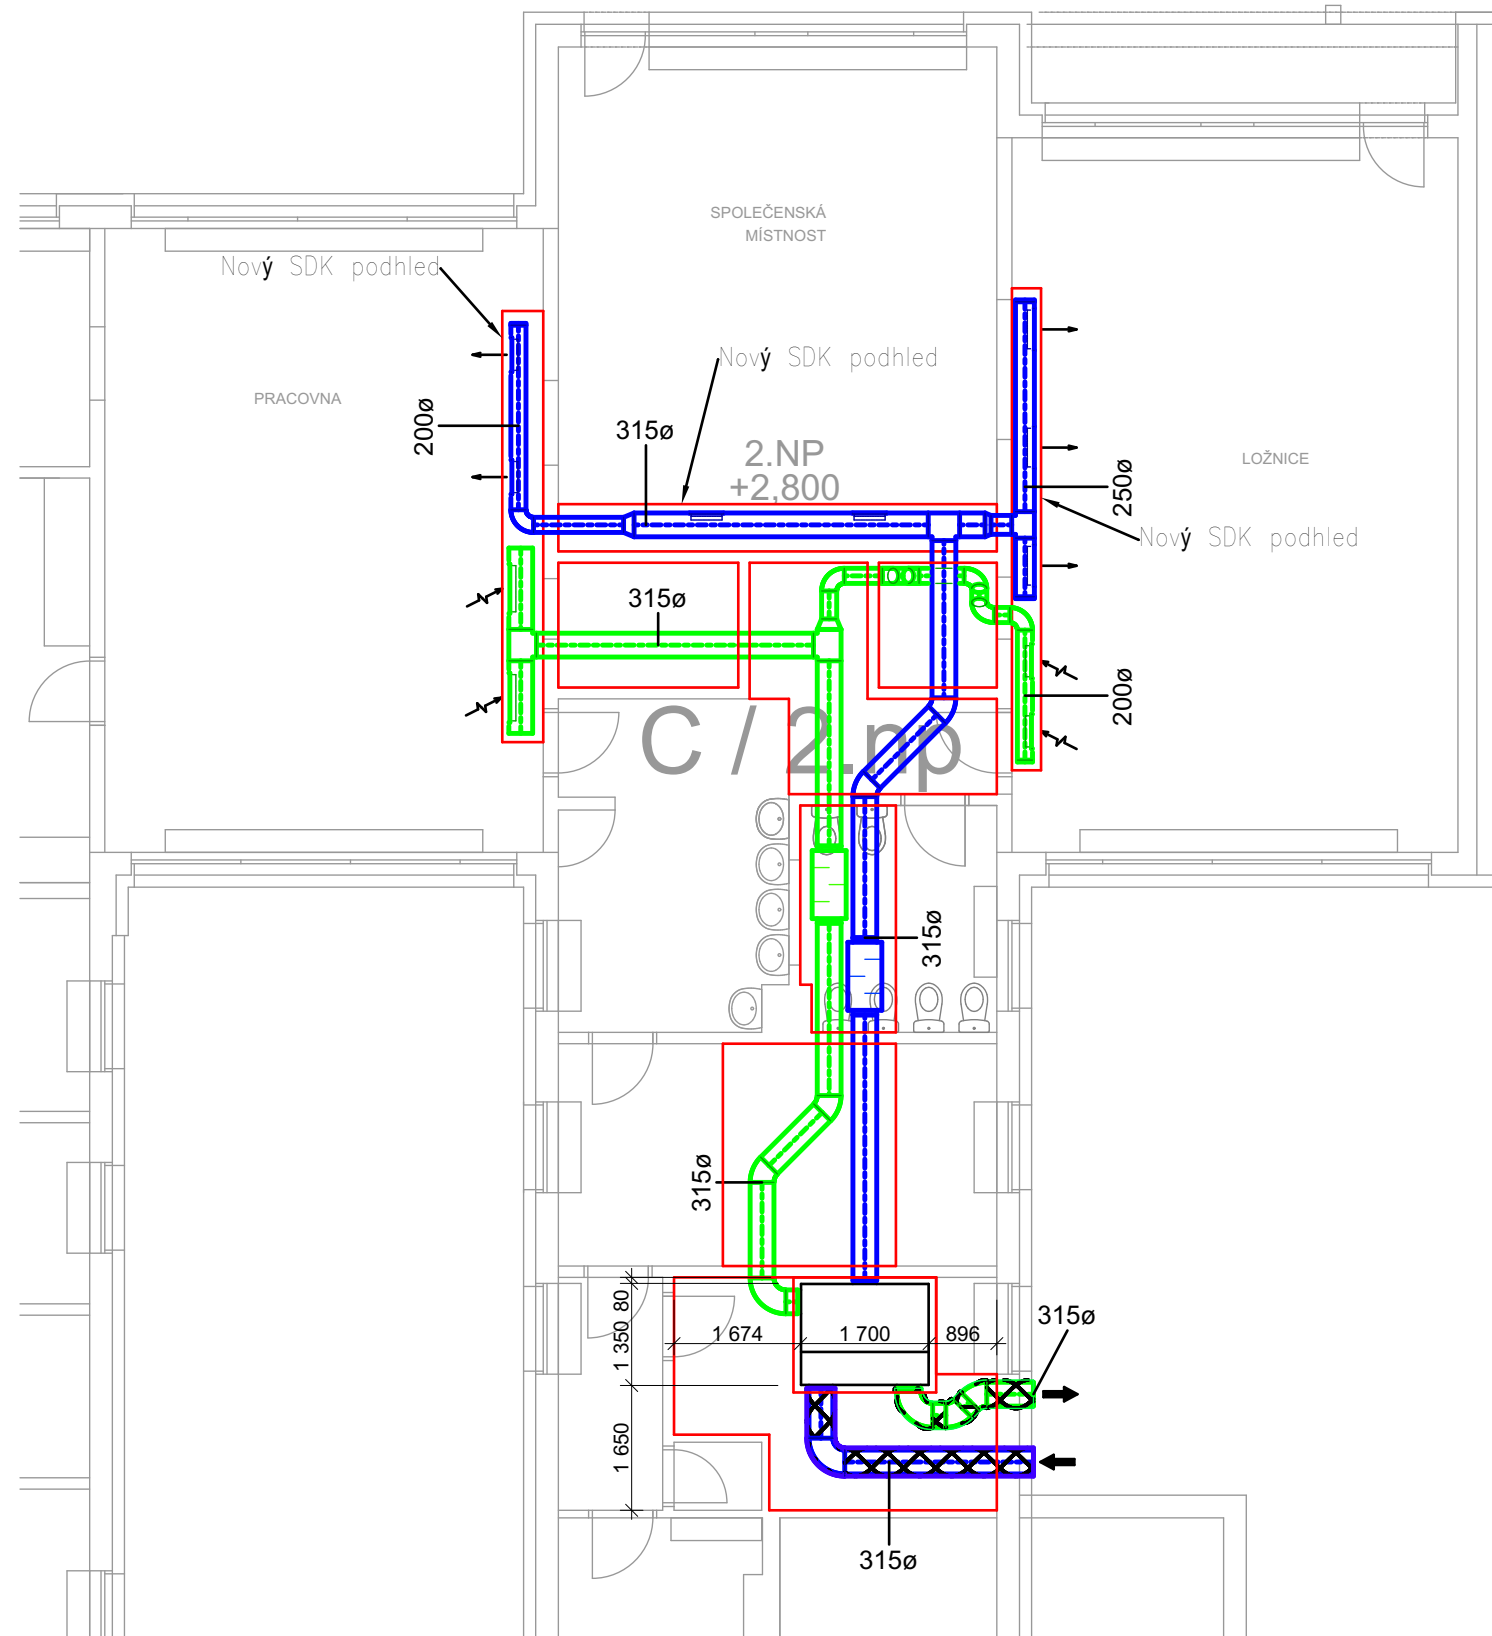 SPOLEČENSKÁ
MÍSTNOST
Nový SDK podhled
Nový SDK podhled
PRACOVNA
200ø
315ø
2.NP
+2,800
LOŽNICE
250ø
Nový SDK podhled
315ø
200ø
C / 2.np
315ø
315ø
80
1 350
1 674
1 700
896
315ø
1 650
315ø